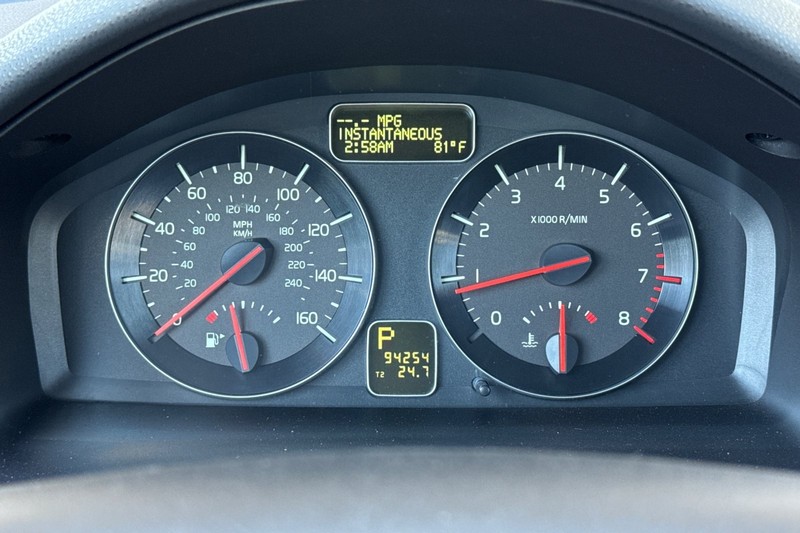 --.- MPG
INSTANTANEOUS
2:58AM 81°F
0 20 40 60 80 100 120 140 160
20 40 60 80 100 120 140 160 180 200 220 240
MPH
KM/H
0 1 2 3 4 5 6 7 8
X1000 R/MIN
P
94254
T2 24.7